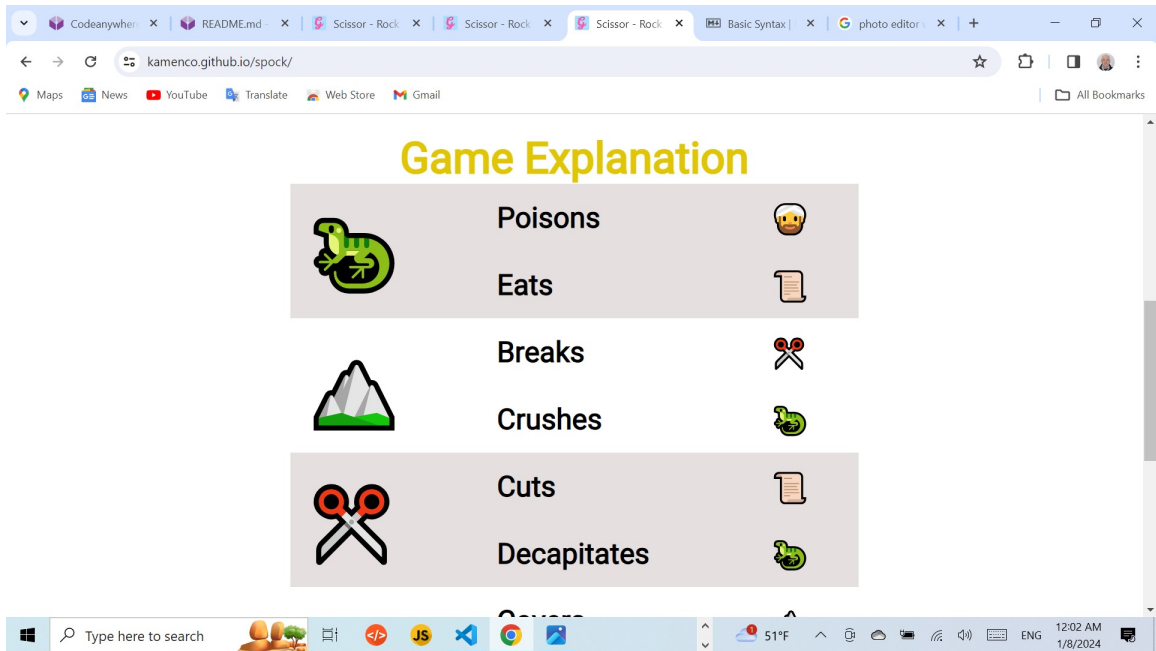 Codeanywher
README.md -
Scissor - Rock
Scissor - Rock
Scissor - Rock
Basic Syntax |
photo editor
kamenco.github.io/spock/
Maps
News
YouTube
Translate
Web Store
Gmail
All Bookmarks
Game Explanation
Poisons
Eats
Breaks
Crushes
Cuts
Decapitates
Type here to search
JS
51°F
ENG
12:02 AM
1/8/2024